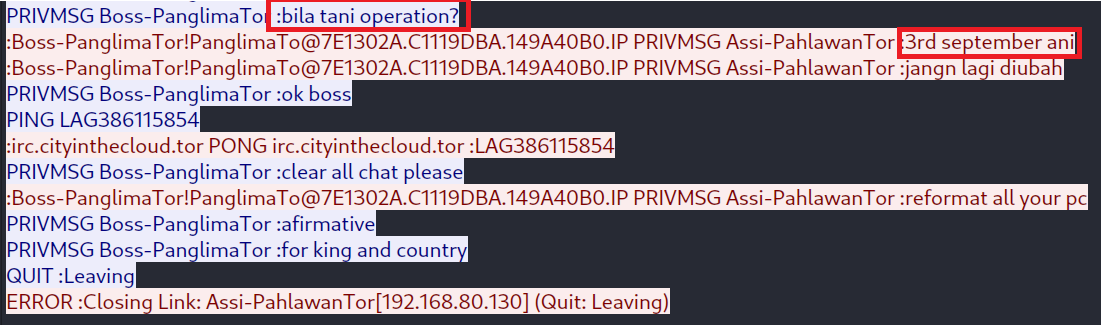 PRIVMSG Boss-PanglimaTor :bila tani operation?
:Boss-PanglimaTor!PanglimaTo@7E1302A.C1119DBA.149A40B0.IP PRIVMSG Assi-PahlawanTor :3rd september ani
:Boss-PanglimaTor!PanglimaTo@7E1302A.C1119DBA.149A40B0.IP PRIVMSG Assi-PahlawanTor :jangn lagi diubah
PRIVMSG Boss-PanglimaTor :ok boss
PING LAG386115854
:irc.cityinthecloud.tor PONG irc.cityinthecloud.tor :LAG386115854
PRIVMSG Boss-PanglimaTor :clear all chat please
:Boss-PanglimaTor!PanglimaTo@7E1302A.C1119DBA.149A40B0.IP PRIVMSG Assi-PahlawanTor :reformat all your pc
PRIVMSG Boss-PanglimaTor :afirmative
PRIVMSG Boss-PanglimaTor :for king and country
QUIT :Leaving
ERROR :Closing Link: Assi-PahlawanTor[192.168.80.130] (Quit: Leaving)